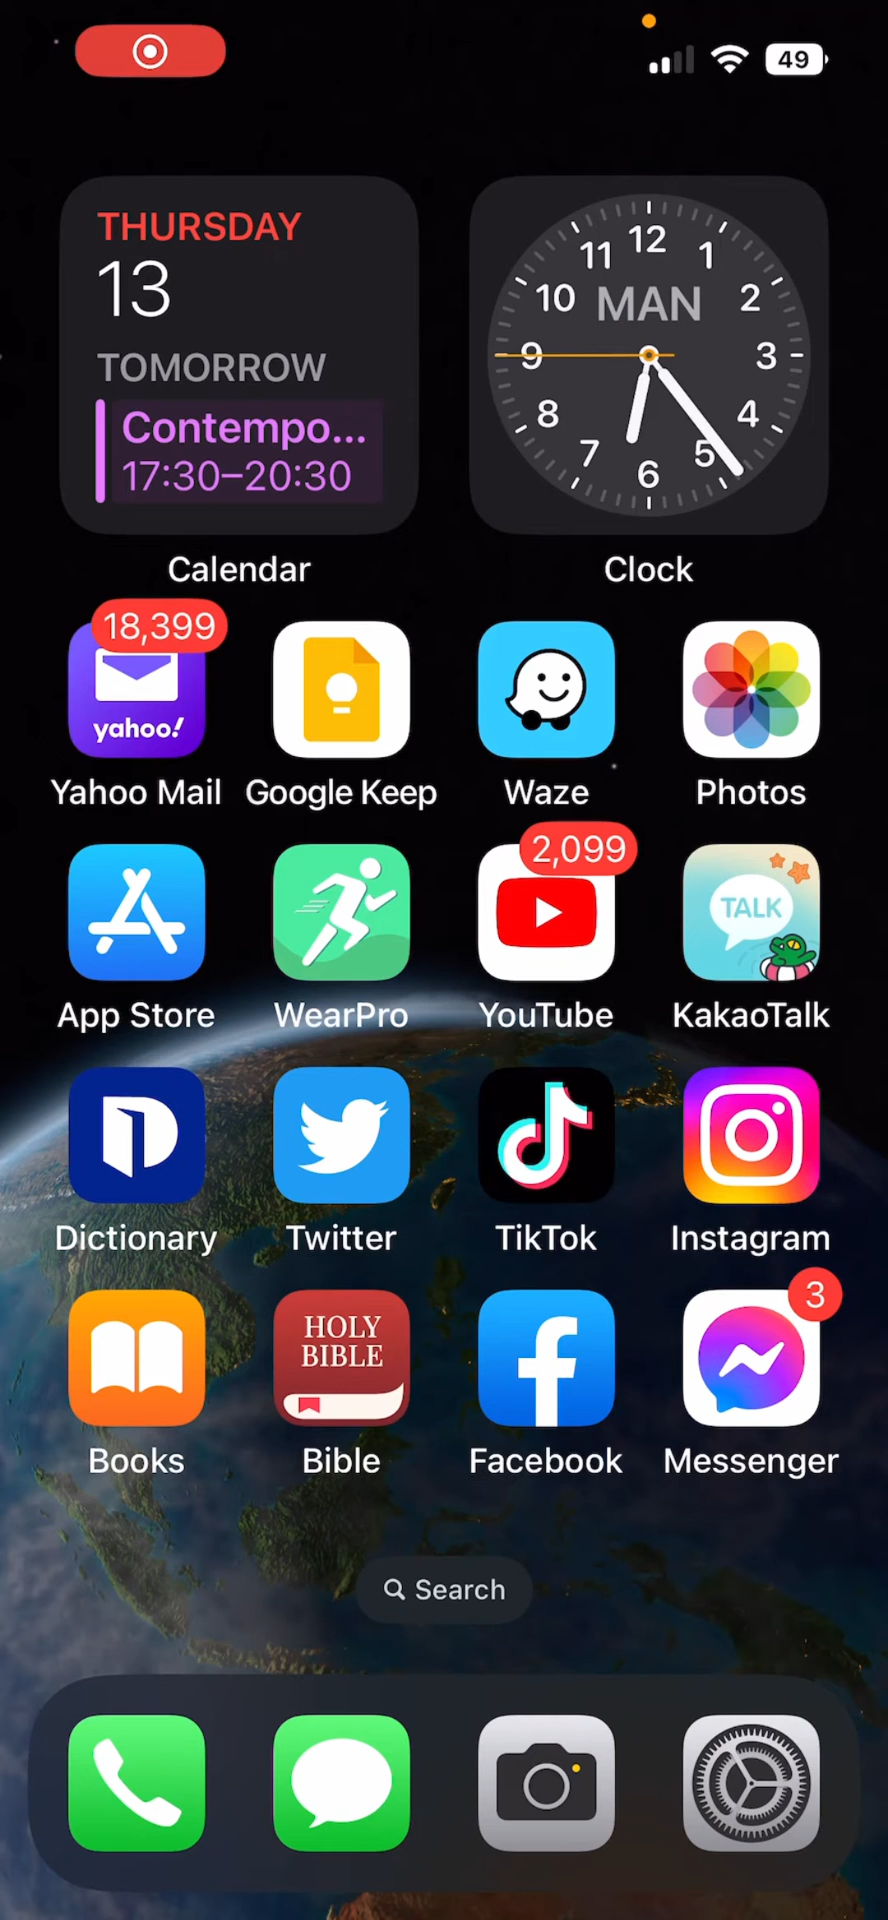 49
THURSDAY
13
TOMORROW
Contempo...
17:30–20:30
Calendar
12
11
1
10
MAN
2
9
3
8
4
7
5
6
Clock
18,399
yahoo!
Yahoo Mail
Google Keep
Waze
Photos
2,099
TALK
App Store
WearPro
YouTube
KakaoTalk
Dictionary
Twitter
TikTok
Instagram
HOLY
BIBLE
3
Books
Bible
Facebook
Messenger
Search